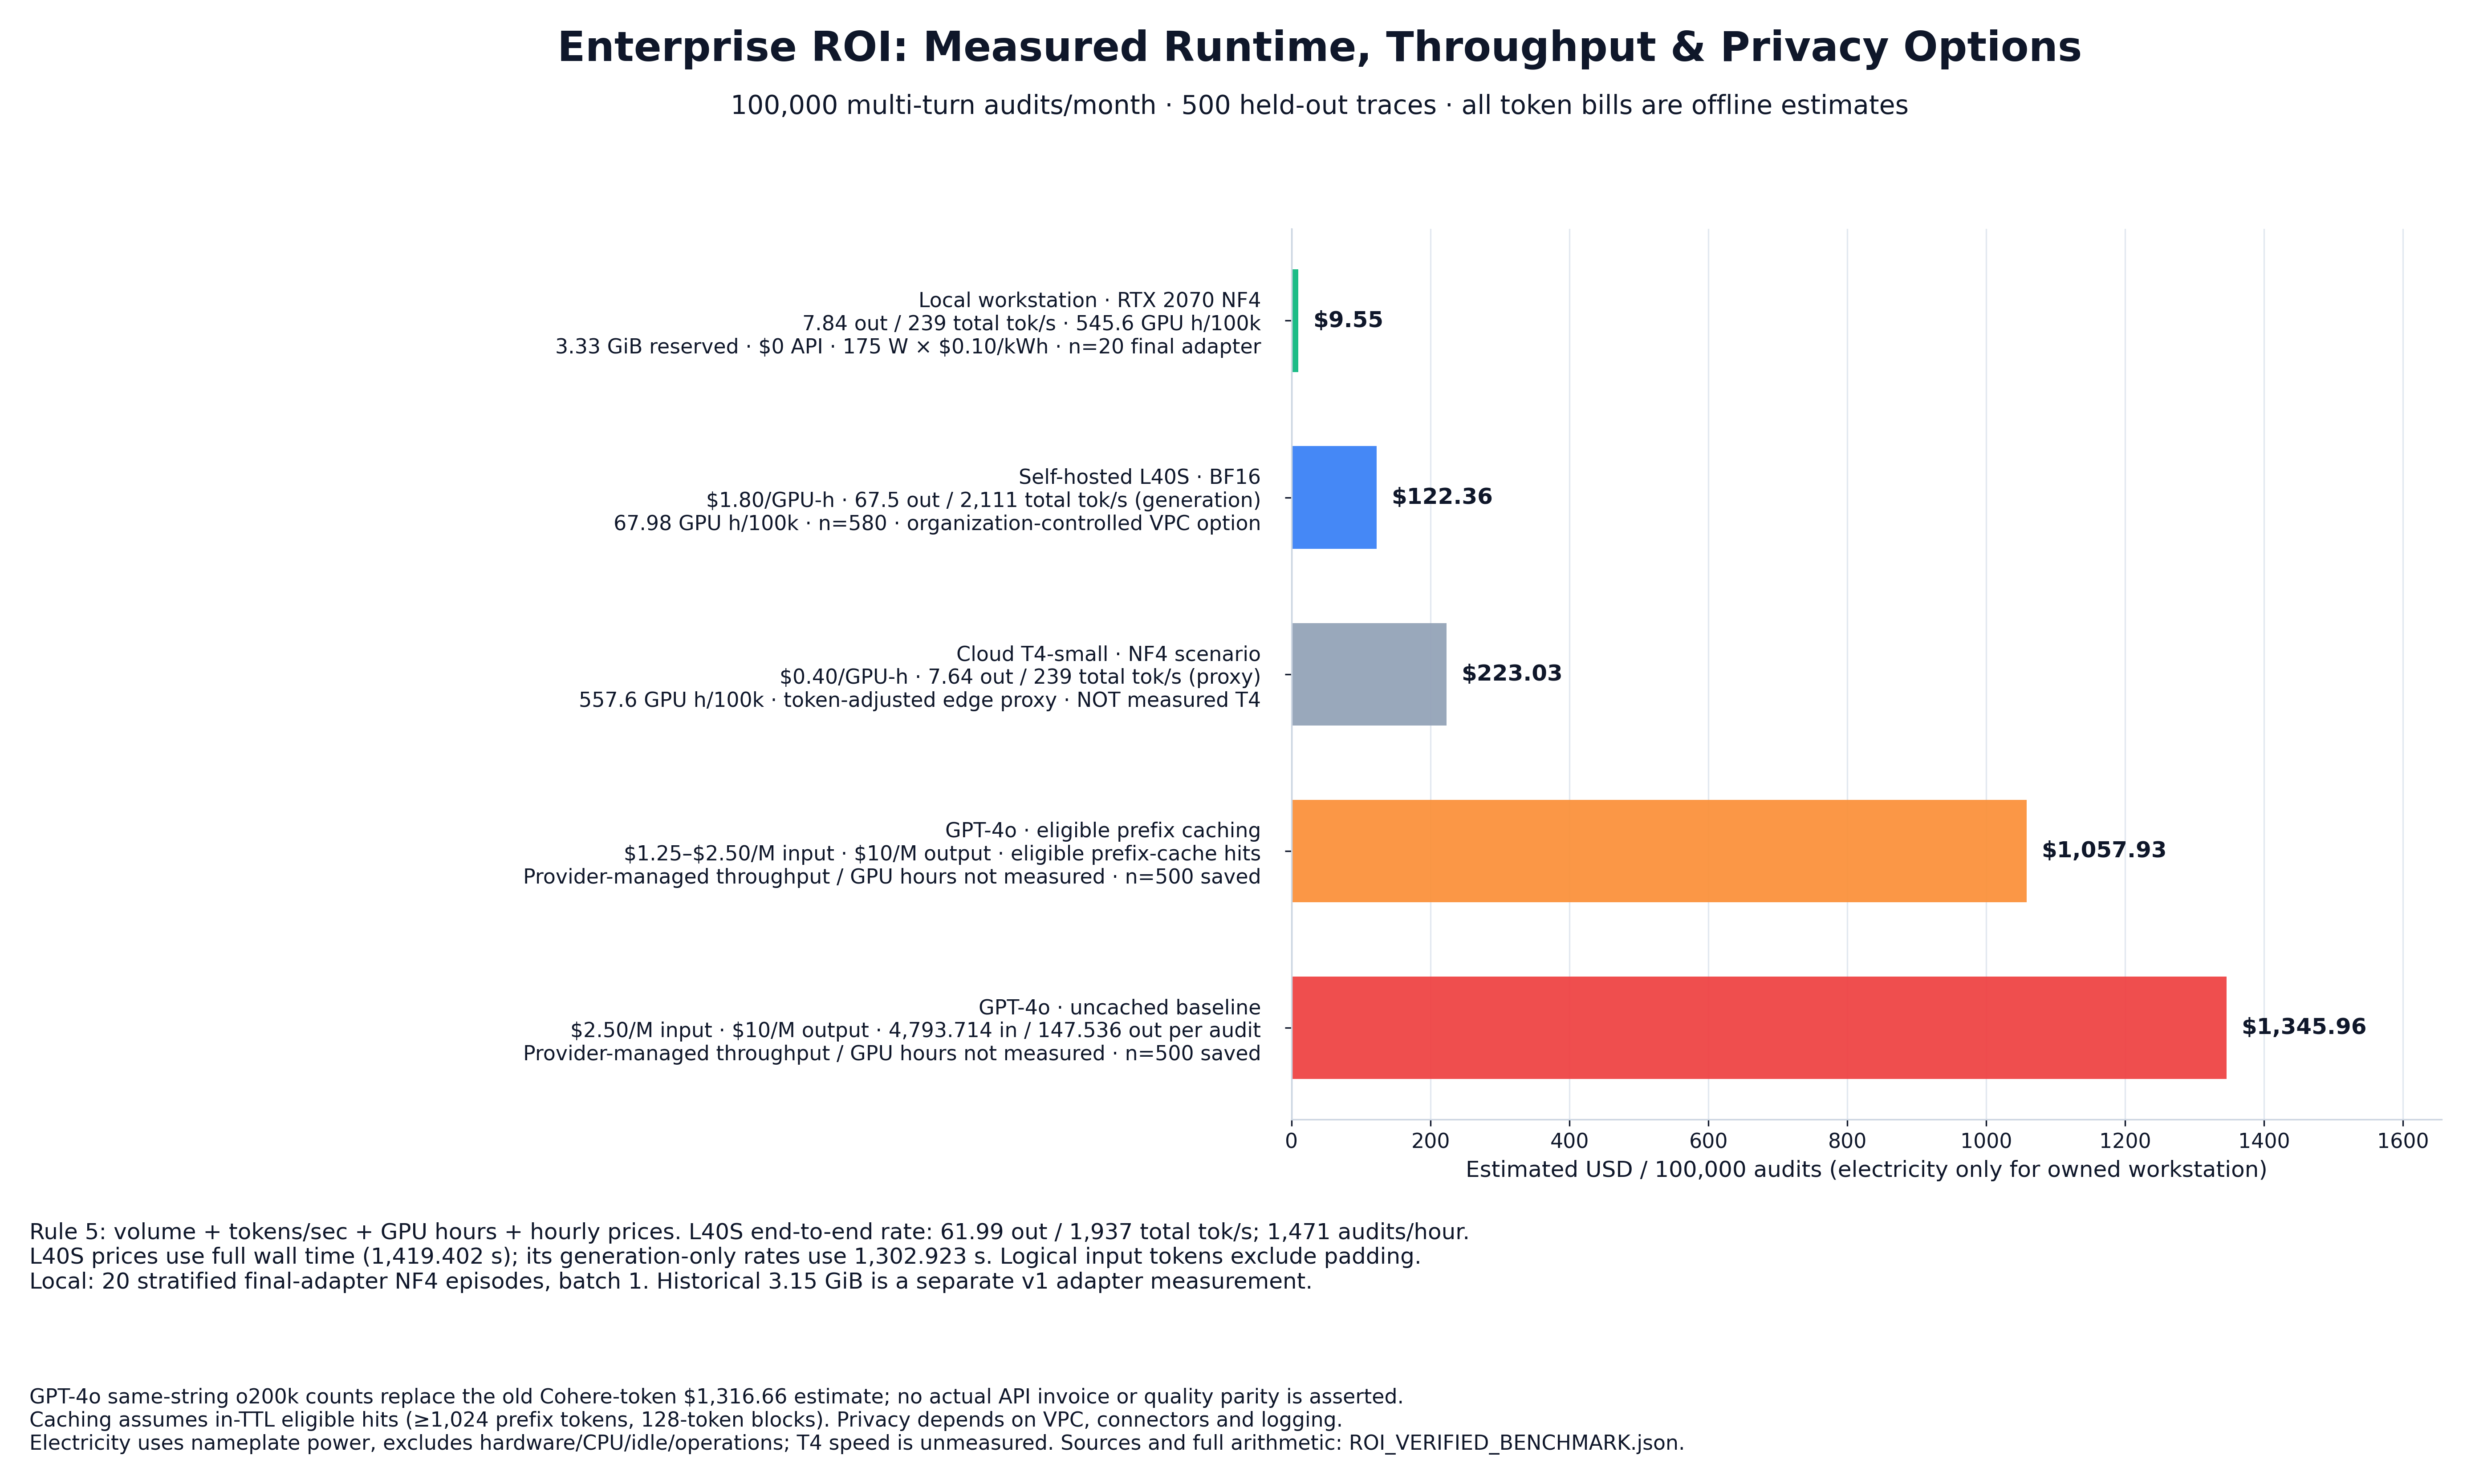 Enterprise ROI: Measured Runtime, Throughput & Privacy Options
100,000 multi-turn audits/month · 500 held-out traces · all token bills are offline estimates
Local workstation · RTX 2070 NF4
7.84 out / 239 total tok/s · 545.6 GPU h/100k
3.33 GiB reserved · $0 API · 175 W × $0.10/kWh · n=20 final adapter
$9.55
Self-hosted L40S · BF16
$1.80/GPU-h · 67.5 out / 2,111 total tok/s (generation)
67.98 GPU h/100k · n=580 · organization-controlled VPC option
$122.36
Cloud T4-small · NF4 scenario
$0.40/GPU-h · 7.64 out / 239 total tok/s (proxy)
557.6 GPU h/100k · token-adjusted edge proxy · NOT measured T4
$223.03
GPT-4o · eligible prefix caching
$1.25–$2.50/M input · $10/M output · eligible prefix-cache hits
Provider-managed throughput / GPU hours not measured · n=500 saved
$1,057.93
GPT-4o · uncached baseline
$2.50/M input · $10/M output · 4,793.714 in / 147.536 out per audit
Provider-managed throughput / GPU hours not measured · n=500 saved
$1,345.96
0 200 400 600 800 1000 1200 1400 1600
Estimated USD / 100,000 audits (electricity only for owned workstation)
Rule 5: volume + tokens/sec + GPU hours + hourly prices. L40S end-to-end rate: 61.99 out / 1,937 total tok/s; 1,471 audits/hour.
L40S prices use full wall time (1,419.402 s); its generation-only rates use 1,302.923 s. Logical input tokens exclude padding.
Local: 20 stratified final-adapter NF4 episodes, batch 1. Historical 3.15 GiB is a separate v1 adapter measurement.
GPT-4o same-string o200k counts replace the old Cohere-token $1,316.66 estimate; no actual API invoice or quality parity is asserted.
Caching assumes in-TTL eligible hits (≥1,024 prefix tokens, 128-token blocks). Privacy depends on VPC, connectors and logging.
Electricity uses nameplate power, excludes hardware/CPU/idle/operations; T4 speed is unmeasured. Sources and full arithmetic: ROI_VERIFIED_BENCHMARK.json.